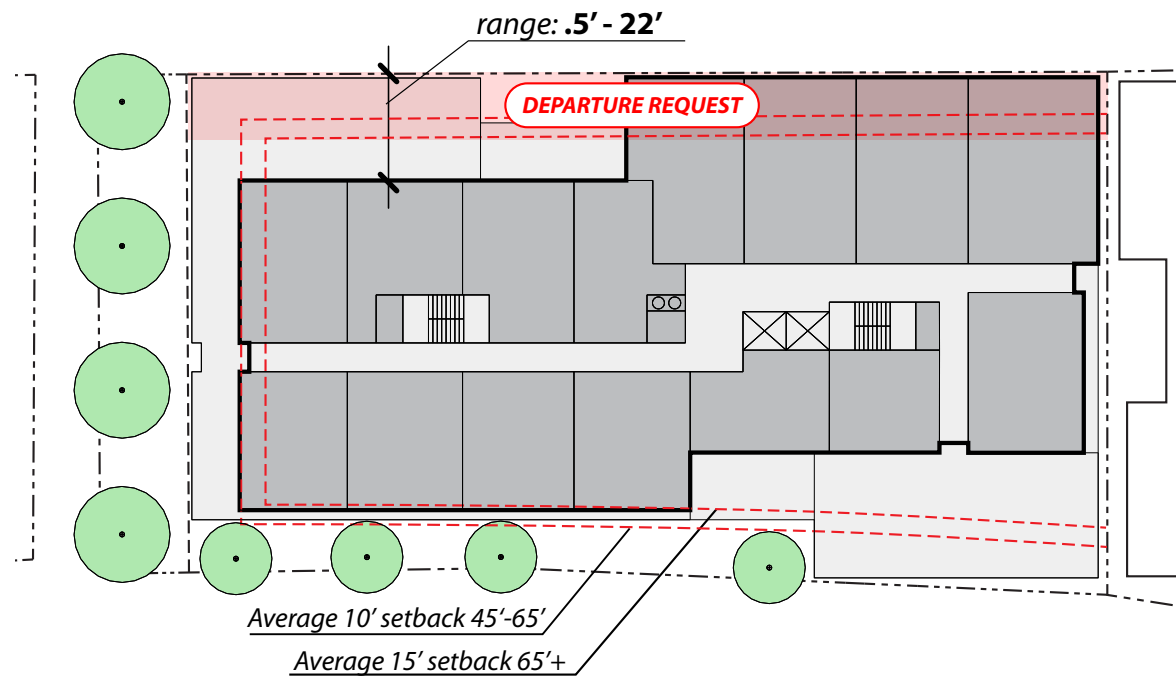 range: .5’ - 22’
DEPARTURE REQUEST
Average 10’ setback 45’-65’
Average 15’ setback 65’+